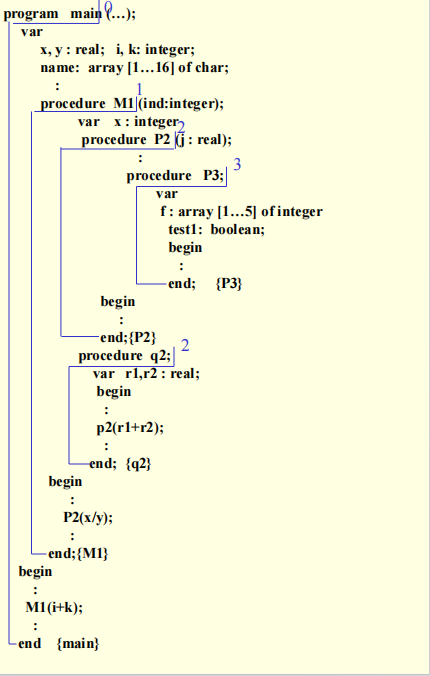 program main (...); 0
var
x, y : real; i, k: integer;
name: array [1…16] of char;
:
procedure M1 (ind:integer); 1
var x : integer
procedure P2 (j : real); 2
:
procedure P3; 3
var
f : array [1…5] of integer
test1: boolean;
begin
:
end; {P3}
begin
:
end;{P2}
procedure q2; 2
var r1,r2 : real;
begin
:
p2(r1+r2);
:
end; {q2}
begin
:
P2(x/y);
:
end;{M1}
begin
:
M1(i+k);
:
end {main}